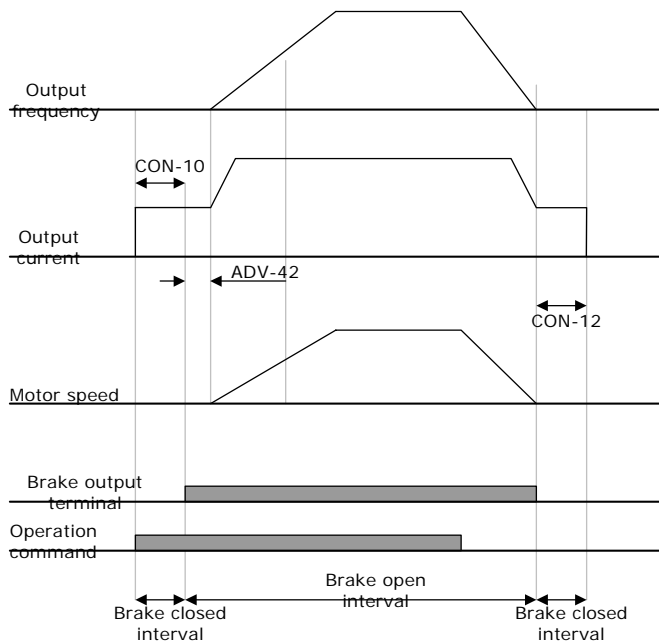 Output
frequency
CON-10
Output
current
ADV-42
CON-12
Motor speed
Brake output
terminal
Operation
command
Brake open
interval
Brake closed
interval
Brake closed
interval